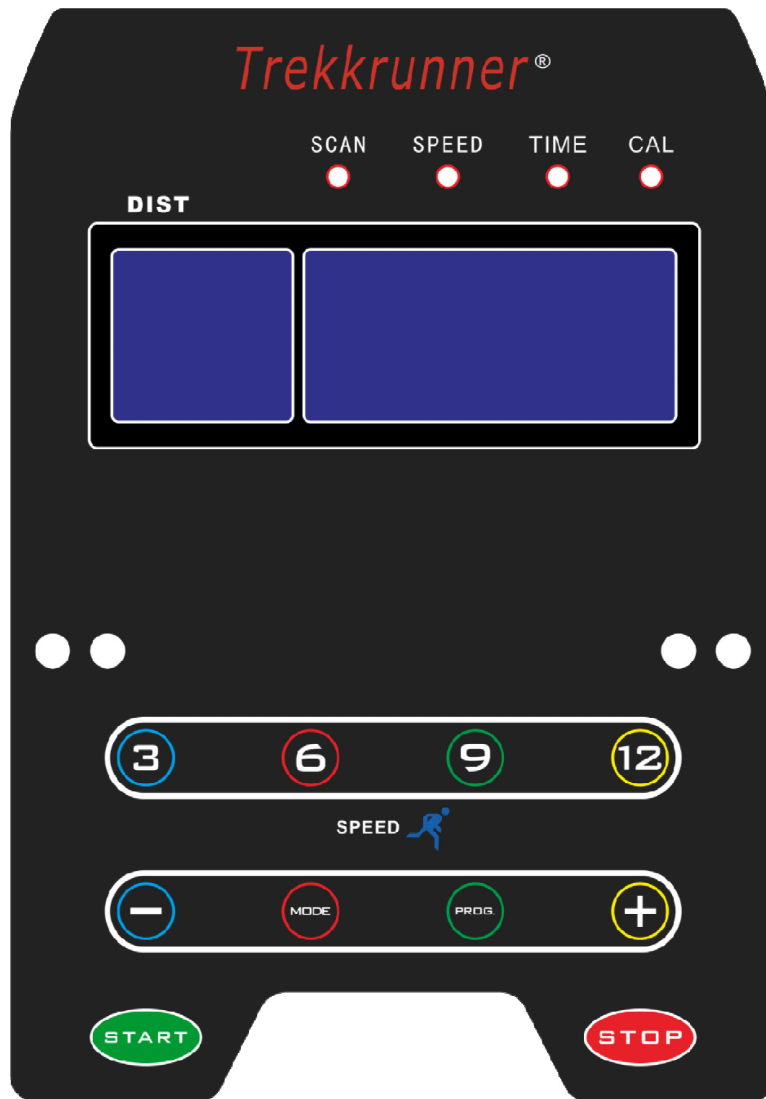 Trekkrunner®
SCAN SPEED TIME CAL
DIST
3 6 9 12
SPEED
− MODE PROG. +
START STOP